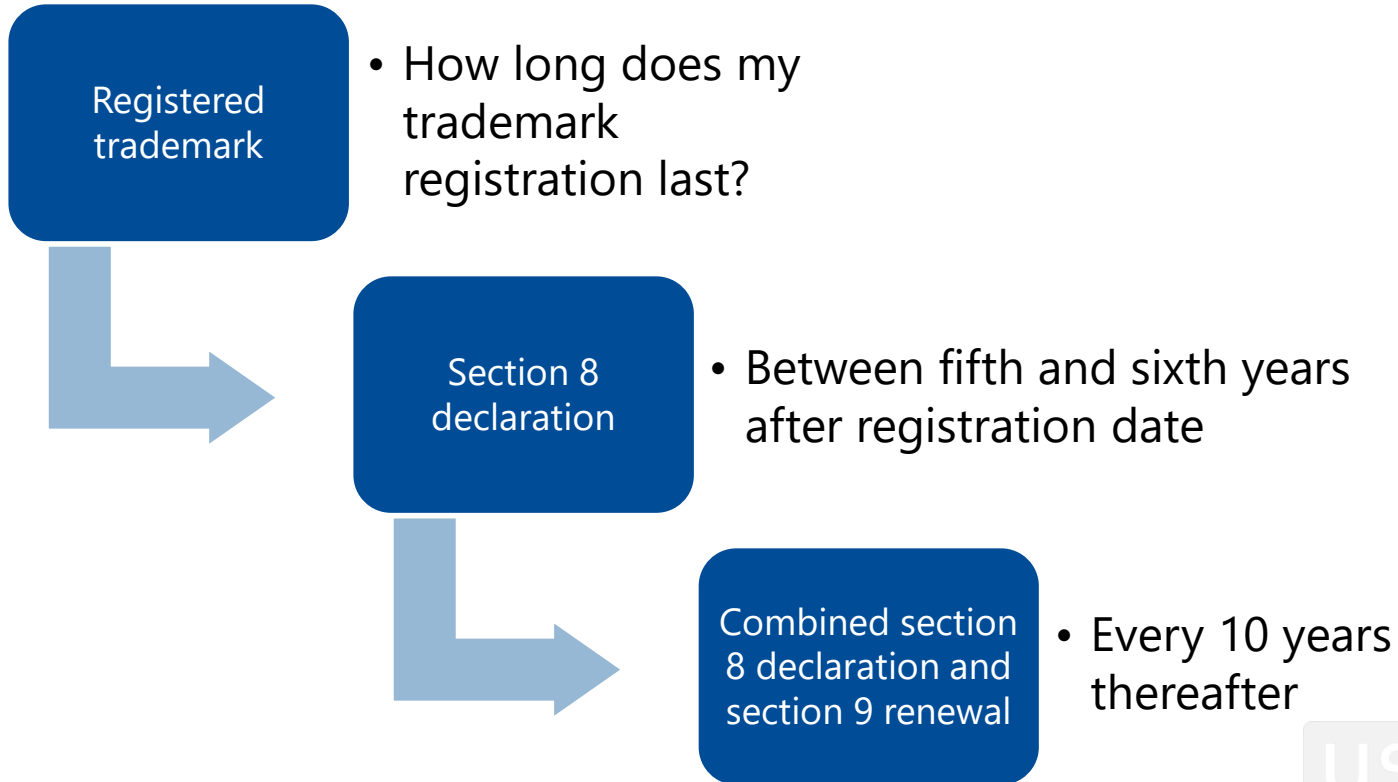 Registered
trademark
• How long does my
trademark
registration last?
Section 8
declaration
• Between fifth and sixth years
after registration date
Combined section
8 declaration and
section 9 renewal
• Every 10 years
thereafter